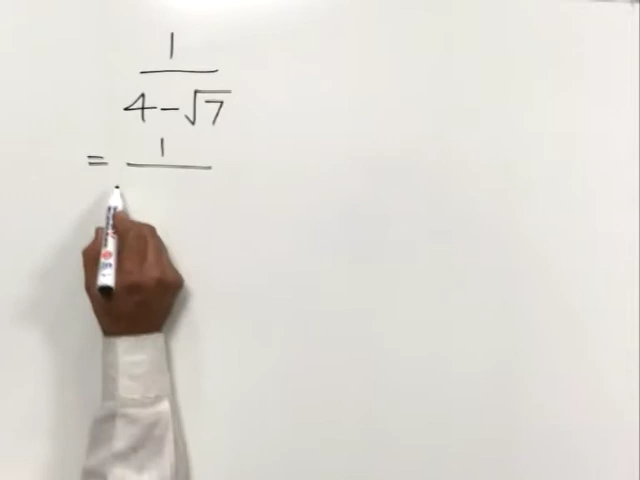 1
4 - √7
= 1